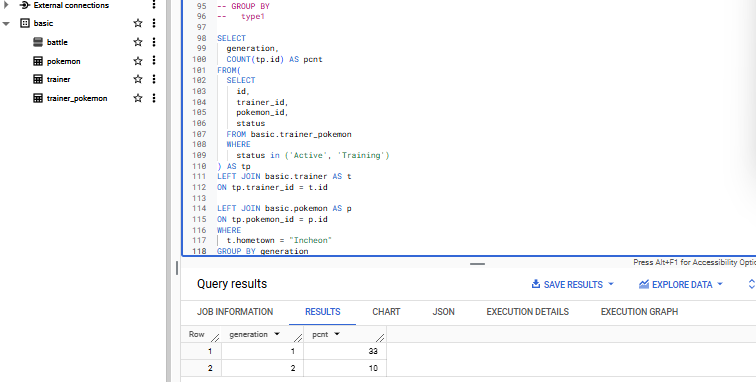 External connections
basic
battle
pokemon
trainer
trainer_pokemon
95 -- GROUP BY
96 --   type1
97
98 SELECT
99   generation,
100   COUNT(tp.id) AS pcnt
101 FROM(
102   SELECT
103     id,
104     trainer_id,
105     pokemon_id,
106     status
107   FROM basic.trainer_pokemon
108   WHERE
109     status in ('Active', 'Training')
110 ) AS tp
111 LEFT JOIN basic.trainer AS t
112 ON tp.trainer_id = t.id
113
114 LEFT JOIN basic.pokemon AS p
115 ON tp.pokemon_id = p.id
116 WHERE
117   t.hometown = "Incheon"
118 GROUP BY generation
Press Alt+F1 for Accessibility Optio
Query results
SAVE RESULTS
EXPLORE DATA
JOB INFORMATION RESULTS CHART JSON EXECUTION DETAILS EXECUTION GRAPH
Row generation pcnt
1 1 33
2 2 10